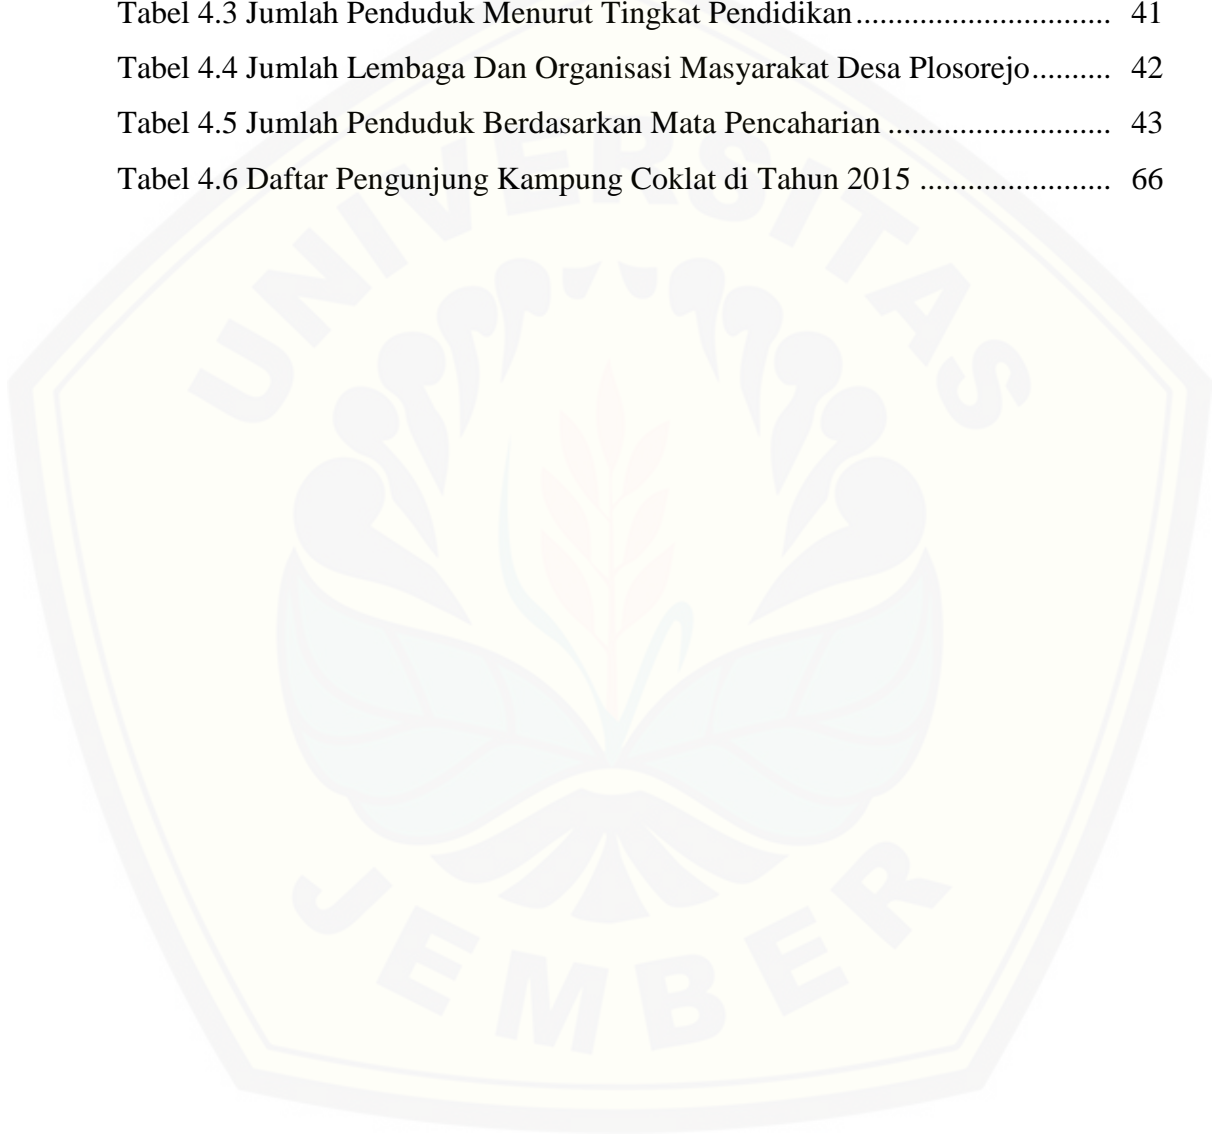 Tabel 4.3 Jumlah Penduduk Menurut Tingkat Pendidikan............................... 41
Tabel 4.4 Jumlah Lembaga Dan Organisasi Masyarakat Desa Plosorejo.......... 42
Tabel 4.5 Jumlah Penduduk Berdasarkan Mata Pencaharian ............................ 43
Tabel 4.6 Daftar Pengunjung Kampung Coklat di Tahun 2015 ........................ 66
UNIVERSITAS
JEMBER